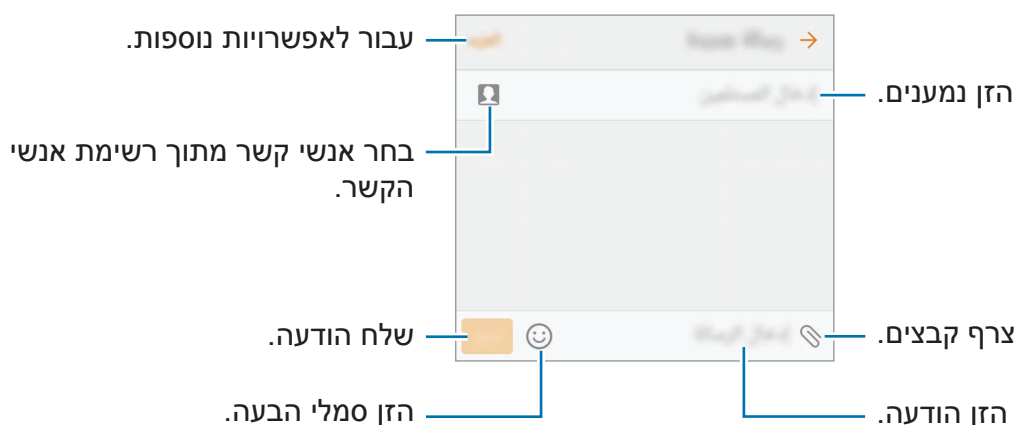 עבור לאפשרויות נוספות.
הזן נמענים.
בחר אנשי קשר מתוך רשימת אנשי
הקשר.
צרף קבצים.
שלח הודעה.
הזן הודעה.
הזן סמלי הבעה.